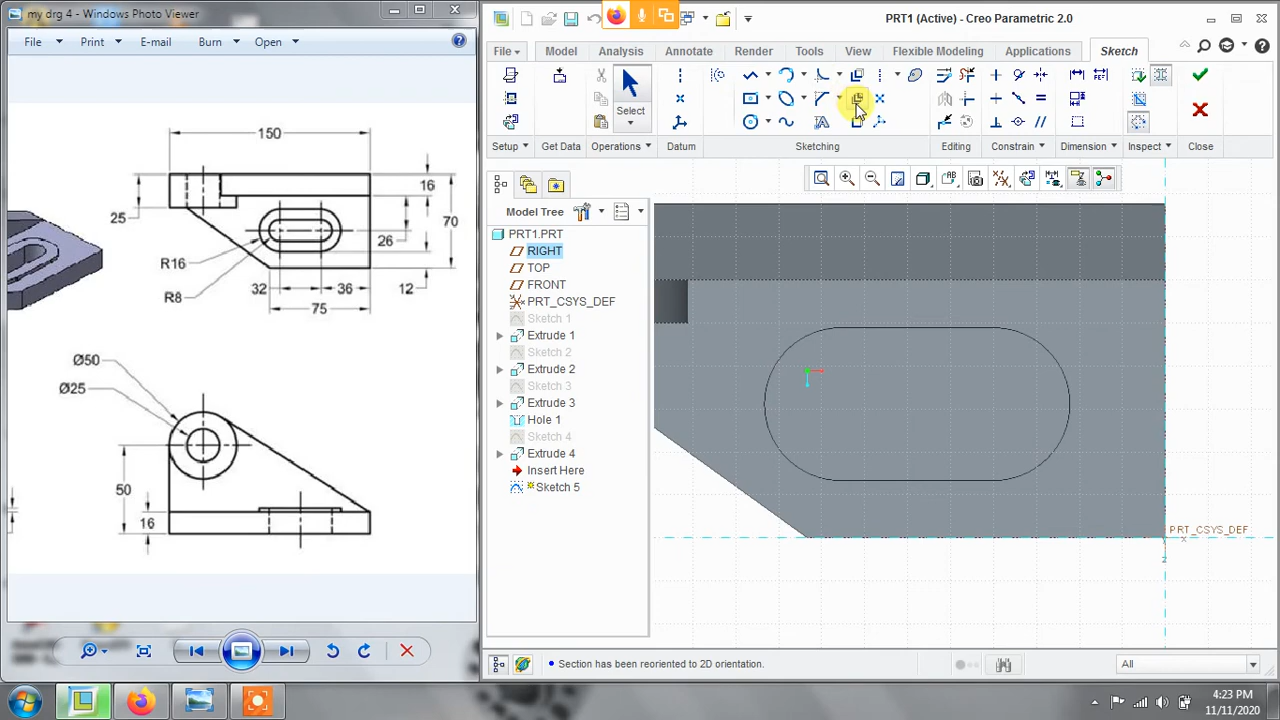 my drg 4 - Windows Photo Viewer
File Print E-mail Burn Open
150
25
16
70
26
R16
R8
32 36 12
75
Ø50
Ø25
50
16
PRT1 (Active) - Creo Parametric 2.0
File Model Analysis Annotate Render Tools View Flexible Modeling Applications Sketch
Select
Setup Get Data Operations Datum Sketching Editing Constrain Dimension Inspect Close
Model Tree
PRT1.PRT
RIGHT
TOP
FRONT
PRT_CSYS_DEF
Sketch 1
Extrude 1
Sketch 2
Extrude 2
Sketch 3
Extrude 3
Hole 1
Sketch 4
Extrude 4
Insert Here
Sketch 5
PRT_CSYS_DEF
x
z
• Section has been reoriented to 2D orientation.
All
4:23 PM
11/11/2020